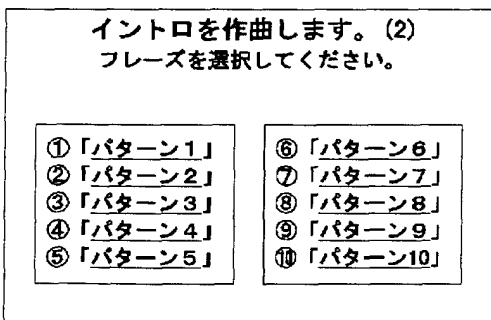 イントロを作曲します。(2)
フレーズを選択してください。
①「パターン１」
②「パターン２」
③「パターン３」
④「パターン４」
⑤「パターン５」
⑥「パターン６」
⑦「パターン７」
⑧「パターン８」
⑨「パターン９」
⑩「パターン10」